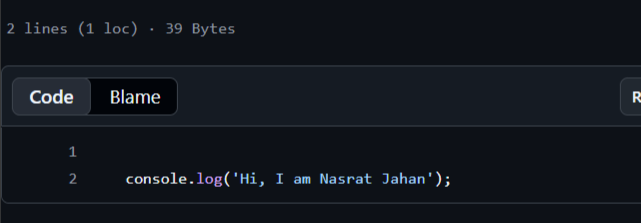 2 lines (1 loc) · 39 Bytes
Code Blame R
1
2 console.log('Hi, I am Nasrat Jahan');